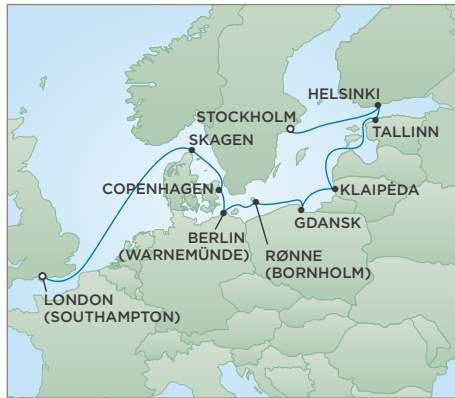 HELSINKI
STOCKHOLM
TALLINN
SKAGEN
COPENHAGEN
KLAIPĖDA
GDANSK
BERLIN
(WARNEMÜNDE)
RØNNE
(BORNHOLM)
LONDON
(SOUTHAMPTON)